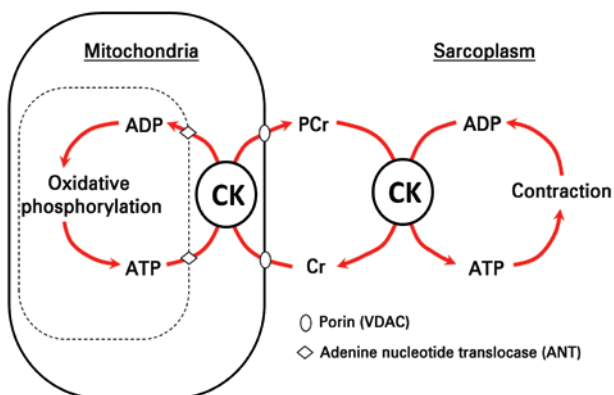 Mitochondria
Sarcoplasm
ADP
PCr
ADP
Oxidative
phosphorylation
CK
CK
Contraction
ATP
Cr
ATP
Porin (VDAC)
Adenine nucleotide translocase (ANT)